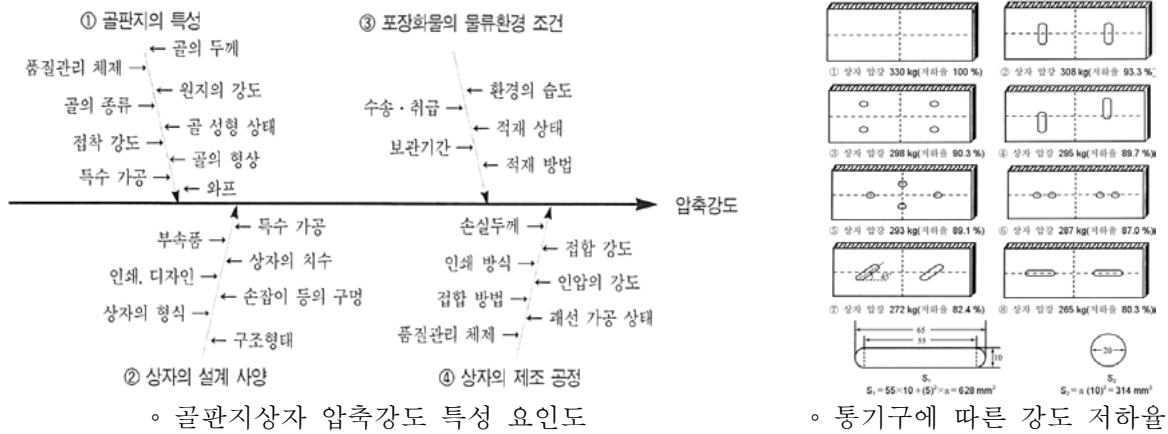 ① 골판지의 특성
← 골의 두께
품질관리 체제 →
← 원지의 강도
골의 종류 →
← 골 성형 상태
접착 강도 →
← 골의 형상
특수 가공 →
← 와프
③ 포장화물의 물류환경 조건
← 환경의 습도
수송 · 취급 →
← 적재 상태
보관기간 →
← 적재 방법
압축강도
← 특수 가공
부속품 →
← 상자의 치수
인쇄. 디자인 →
← 손잡이 등의 구멍
상자의 형식 →
← 구조형태
② 상자의 설계 사양
손실두께 →
← 접합 강도
인쇄 방식 →
← 인압의 강도
접합 방법 →
← 괘선 가공 상태
품질관리 체제 →
④ 상자의 제조 공정
◦ 골판지상자 압축강도 특성 요인도
① 상자 압강 330 kg(저하율 100 %)
② 상자 압강 308 kg(저하율 93.3 %)
③ 상자 압강 298 kg(저하율 90.3 %)
④ 상자 압강 295 kg(저하율 89.7 %)
⑤ 상자 압강 293 kg(저하율 89.1 %)
⑥ 상자 압강 287 kg(저하율 87.0 %)
⑦ 상자 압강 272 kg(저하율 82.4 %)
⑧ 상자 압강 265 kg(저하율 80.3 %)
65
55
10
S₁
S₁ = 55×10 + (5)² × π = 628 mm²
20
S₂
S₂ = π (10)² = 314 mm²
◦ 통기구에 따른 강도 저하율